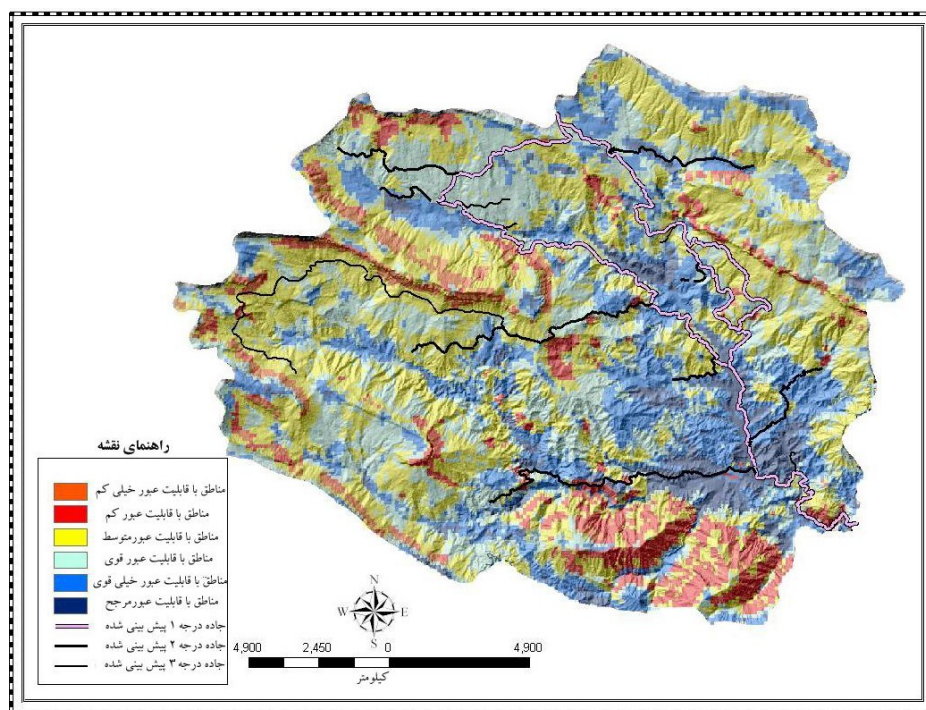 راهنمای نقشه
مناطق با قابلیت عبور خیلی کم
مناطق با قابلیت عبور کم
مناطق با قابلیت عبورمتوسط
مناطق با قابلیت عبور قوی
مناطق با قابلیت عبور خیلی قوی
مناطق با قابلیت عبورمرجح
جاده درجه ۱ پیش بینی شده
جاده درجه ۲ پیش بینی شده
جاده درجه ۳ پیش بینی شده
N
W E
S
4,900 2,450 0 4,900
کیلومتر